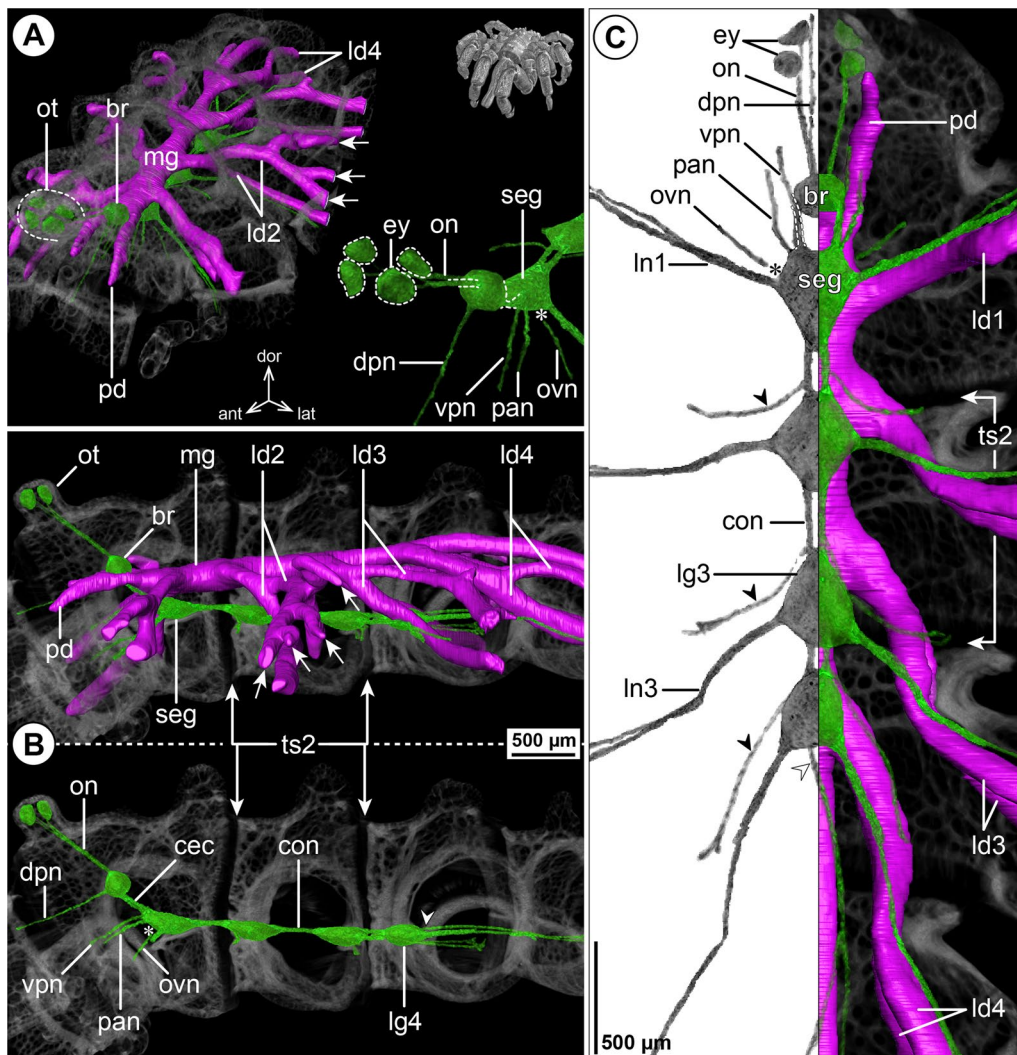 A
ld4
ot
br
mg
ld2
pd
seg
ey
on
dpn
vpn
pan
ovn
*
dor
ant
lat
ot
mg
ld2
ld3
ld4
br
pd
seg
B
ts2
500 µm
on
cec
con
dpn
*
vpn
ovn
pan
lg4
C
ey
on
dpn
vpn
pan
ovn
ln1
br
*
seg
pd
ld1
ts2
con
lg3
ln3
ld3
ld4
500 µm